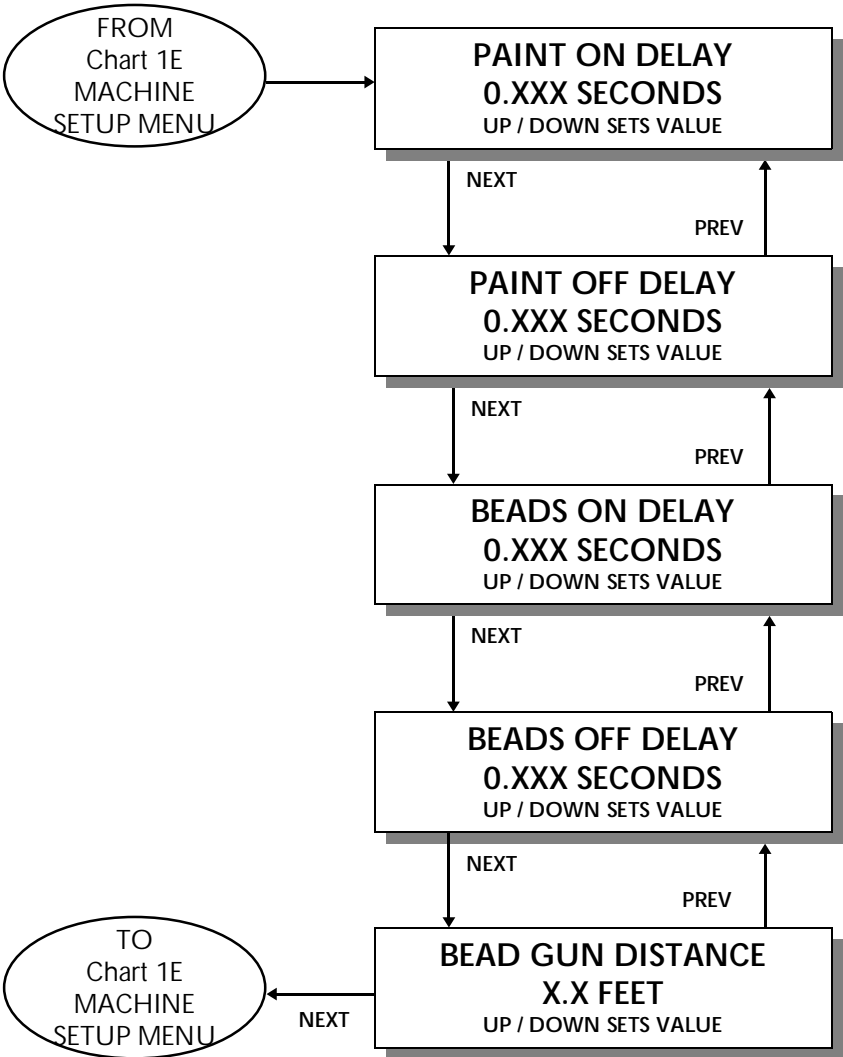 FROM
Chart 1E
MACHINE
SETUP MENU
PAINT ON DELAY
0.XXX SECONDS
UP / DOWN SETS VALUE
NEXT
PREV
PAINT OFF DELAY
0.XXX SECONDS
UP / DOWN SETS VALUE
NEXT
PREV
BEADS ON DELAY
0.XXX SECONDS
UP / DOWN SETS VALUE
NEXT
PREV
BEADS OFF DELAY
0.XXX SECONDS
UP / DOWN SETS VALUE
NEXT
PREV
BEAD GUN DISTANCE
X.X FEET
UP / DOWN SETS VALUE
NEXT
TO
Chart 1E
MACHINE
SETUP MENU